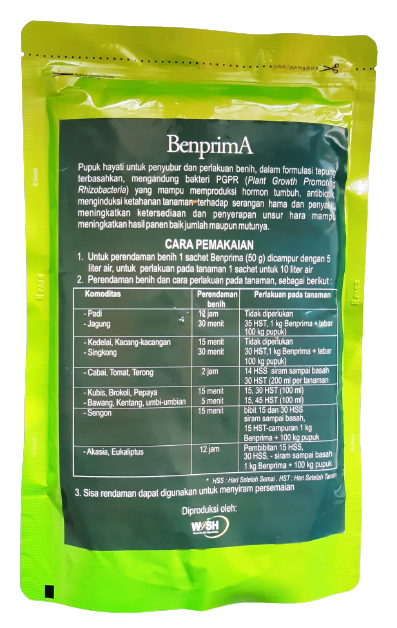 BenprimA
Pupuk hayati untuk penyubur dan perlakuan benih, dalam formulasi tepung
terbasahkan, mengandung bakteri PGPR (Plant Growth Promoting
Rhizobacteria) yang mampu memproduksi hormon tumbuh, antibiotik,
menginduksi ketahanan tanaman terhadap serangan hama dan penyakit,
meningkatkan ketersediaan dan penyerapan unsur hara mampu
meningkatkan hasil panen baik jumlah maupun mutunya.
CARA PEMAKAIAN
1. Untuk perendaman benih 1 sachet Benprima (50 g) dicampur dengan 5
liter air, untuk perlakuan pada tanaman 1 sachet untuk 10 liter air
2. Perendaman benih dan cara perlakuan pada tanaman, sebagai berikut :
Komoditas Perendaman benih Perlakuan pada tanaman
- Padi 12 jam Tidak diperlukan
- Jagung 30 menit 35 HST, 1 kg Benprima + tebar
100 kg pupuk)
- Kedelai, Kacang-kacangan 15 menit Tidak diperlukan
- Singkong 30 menit 30 HST,1 kg Benprima + tebar
100 kg pupuk)
- Cabai, Tomat, Terong 2 jam 14 HSS siram sampai basah
30 HST (200 ml per tanaman
- Kubis, Brokoli, Pepaya 15 menit 15, 30 HST (100 ml)
- Bawang, Kentang, umbi-umbian 5 menit 15, 45 HST (100 ml)
- Sengon 15 menit bibit 15 dan 30 HSS
siram sampai basah,
15 HST-campuran 1 kg
Benprima + 100 kg pupuk
- Akasia, Eukaliptus 12 jam Pembibitan 15 HSS,
30 HSS, - siram sampai basah
1 kg Benprima + 100 kg pupuk
* HSS : Hari Setelah Semai , HST : Hari Setelah Tanam
3. Sisa rendaman dapat digunakan untuk menyiram persemaian
Diproduksi oleh:
WISH